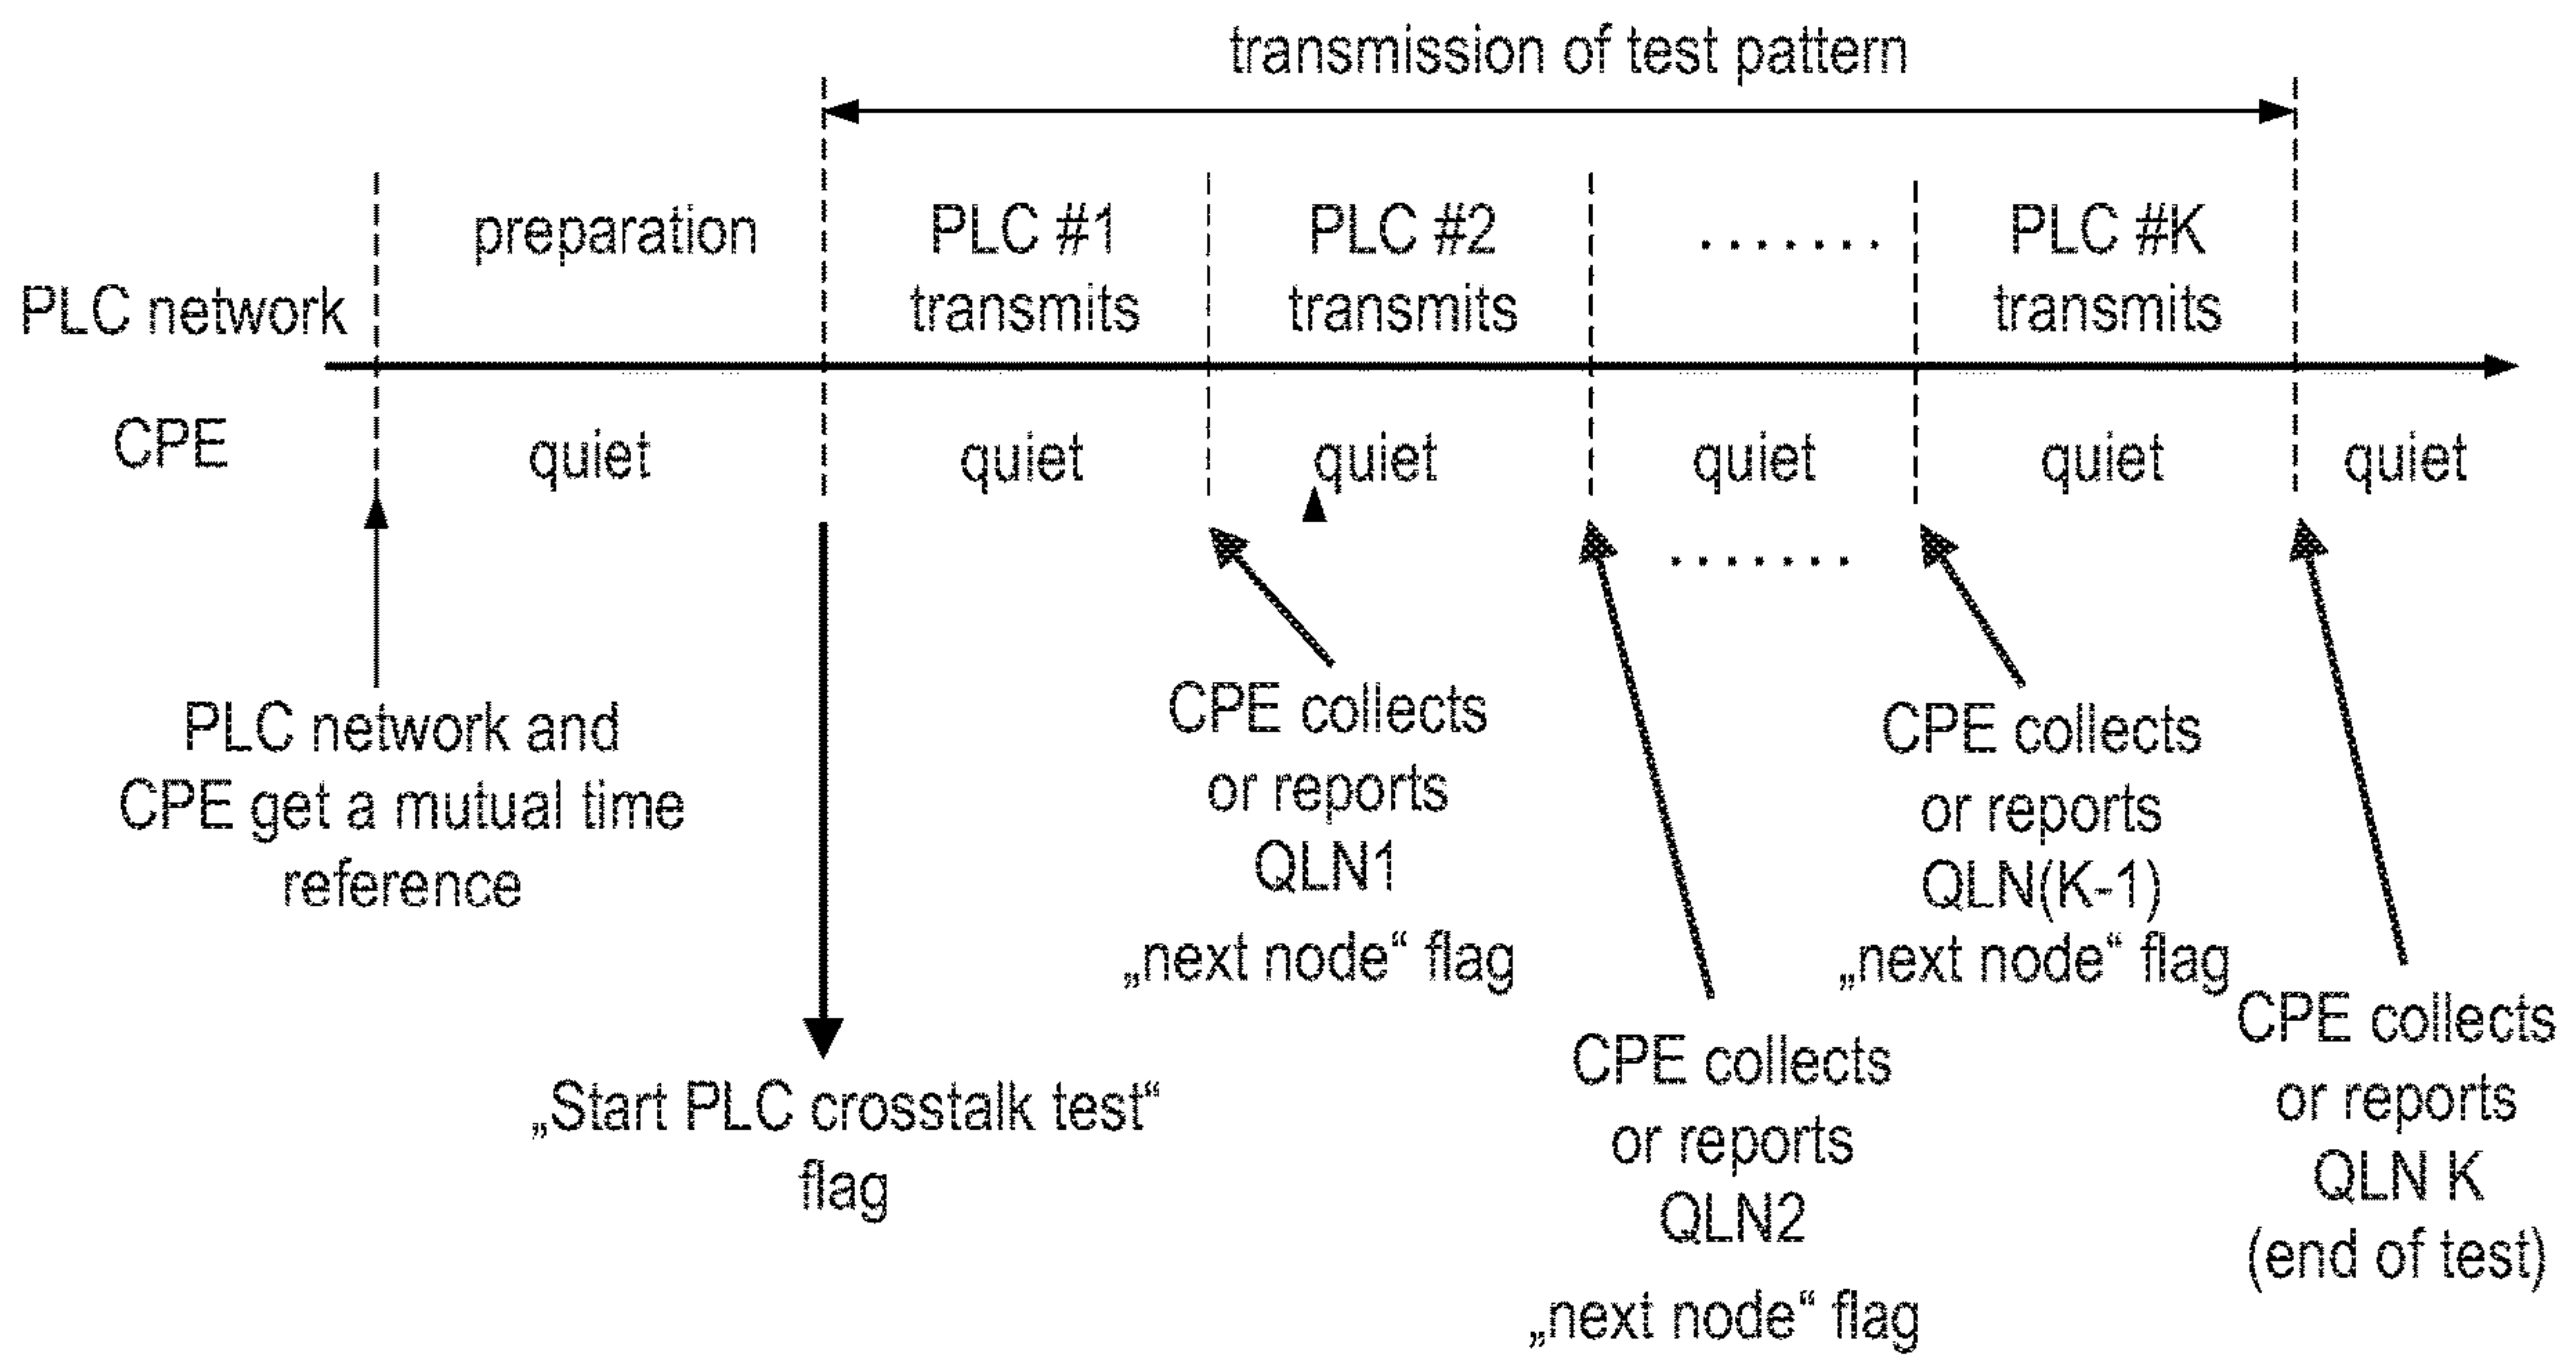 transmission of test pattern
preparation
PLC #1
transmits
PLC #2
transmits
.......
PLC #K
transmits
PLC network
CPE
quiet
quiet
quiet
quiet
quiet
quiet
.......
PLC network and
CPE get a mutual time
reference
„Start PLC crosstalk test“
flag
CPE collects
or reports
QLN1
„next node“ flag
CPE collects
or reports
QLN2
„next node“ flag
CPE collects
or reports
QLN(K-1)
„next node“ flag
CPE collects
or reports
QLN K
(end of test)